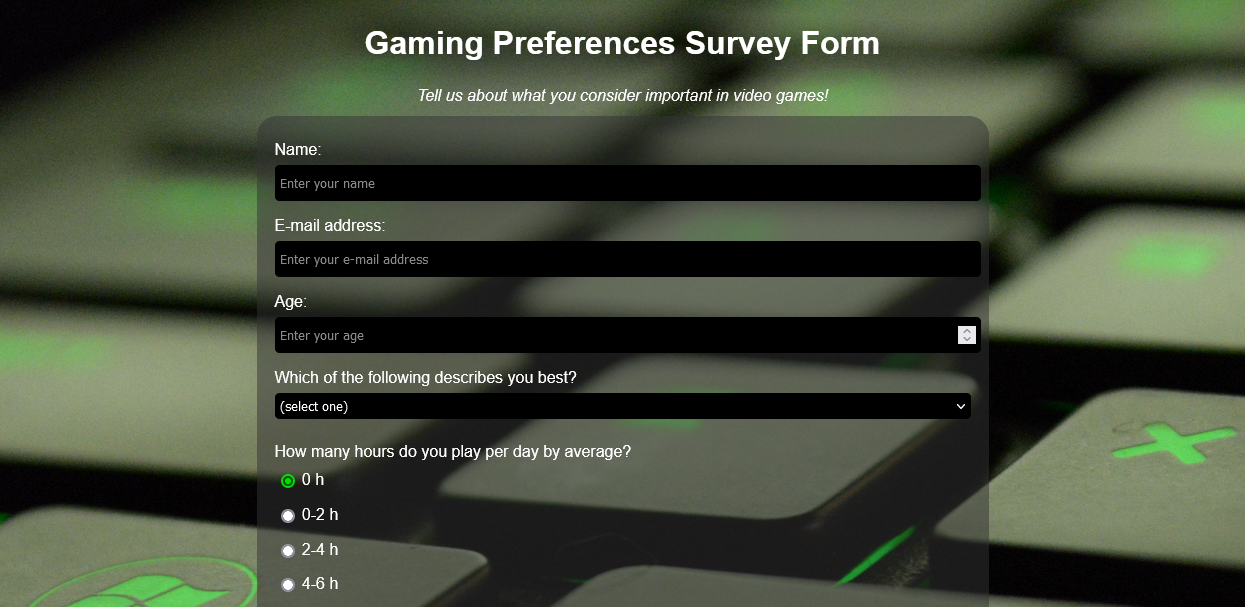 Gaming Preferences Survey Form
Tell us about what you consider important in video games!
Name:
Enter your name
E-mail address:
Enter your e-mail address
Age:
Enter your age
Which of the following describes you best?
(select one)
How many hours do you play per day by average?
0 h
0-2 h
2-4 h
4-6 h